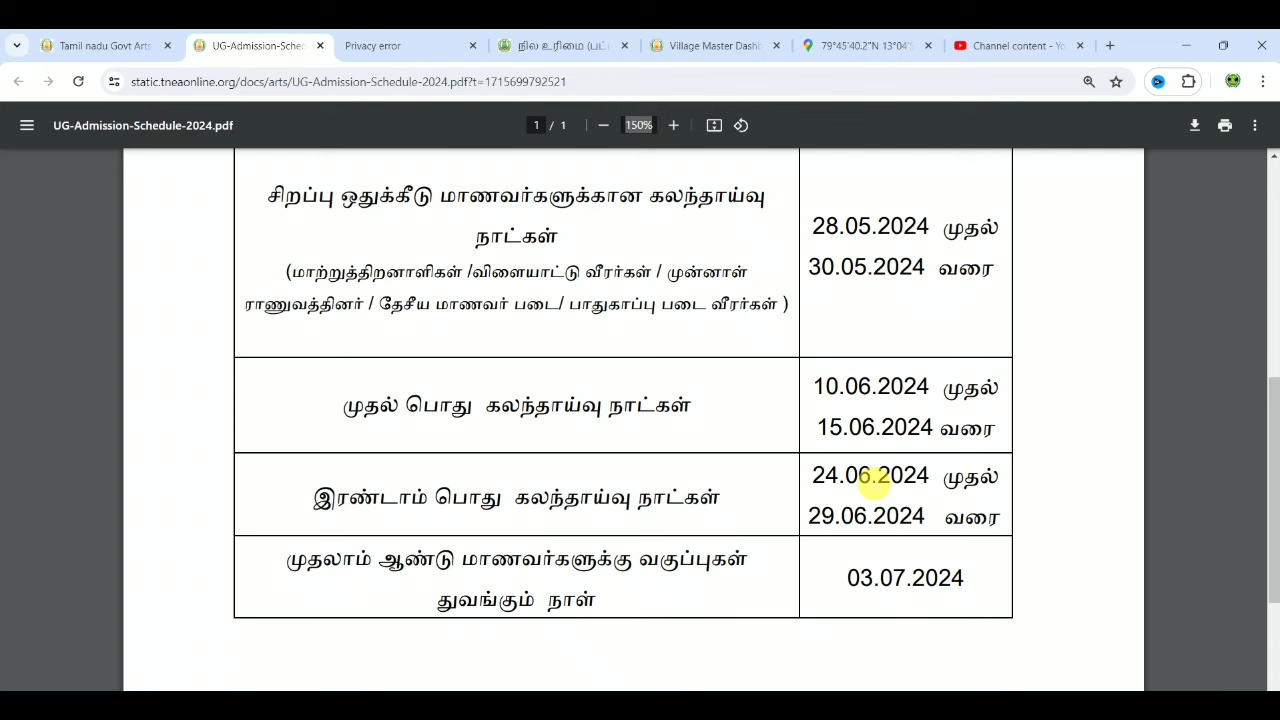 Tamil nadu Govt Arts
UG-Admission-Sched
Privacy error
நில உரிமை (பட்
Village Master Dashb
79°45'40.2"N 13°04'5
Channel content - Yo
static.tneaonline.org/docs/arts/UG-Admission-Schedule-2024.pdf?t=1715699792521
UG-Admission-Schedule-2024.pdf
1 / 1
150%
சிறப்பு ஒதுக்கீடு மாணவர்களுக்கான கலந்தாய்வு
நாட்கள்
(மாற்றுத்திறனாளிகள் /விளையாட்டு வீரர்கள் / முன்னாள்
ராணுவத்தினர் / தேசீய மாணவர் படை/ பாதுகாப்பு படை வீரர்கள் )
28.05.2024 முதல்
30.05.2024 வரை
முதல் பொது கலந்தாய்வு நாட்கள்
10.06.2024 முதல்
15.06.2024 வரை
இரண்டாம் பொது கலந்தாய்வு நாட்கள்
24.06.2024 முதல்
29.06.2024 வரை
முதலாம் ஆண்டு மாணவர்களுக்கு வகுப்புகள்
துவங்கும் நாள்
03.07.2024